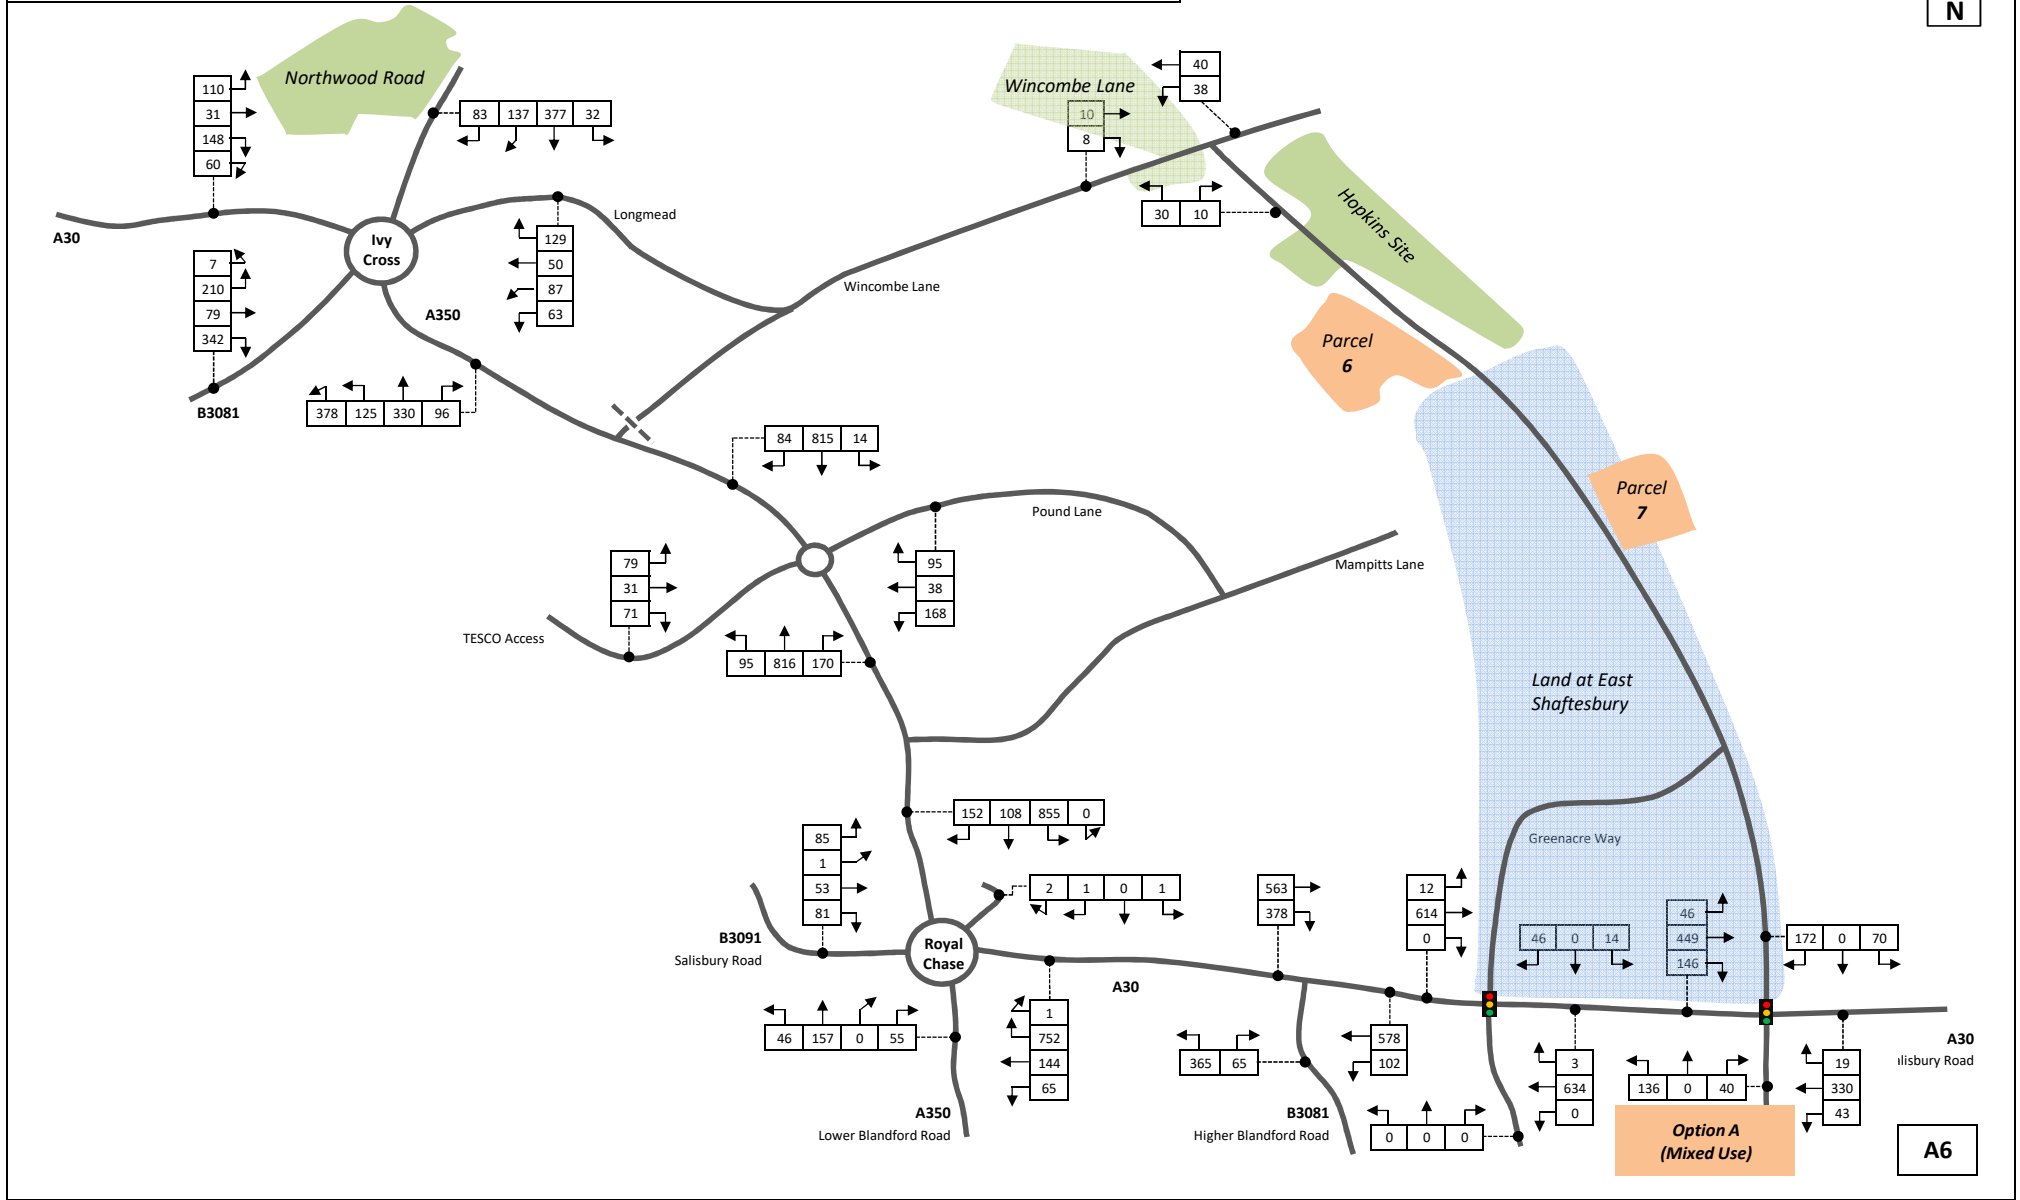 N
Northwood Road
110
31
148
60
83 137 377 32
A30
Ivy
Cross
Longmead
129
50
87
63
7
210
79
342
A350
B3081
378 125 330 96
Wincombe Lane
10
8
40
38
30 10
Hopkins Site
Wincombe Lane
Parcel
6
Parcel
7
84 815 14
Pound Lane
Mampitts Lane
79
31
71
95
38
168
TESCO Access
95 816 170
Land at East
Shaftesbury
Greenacre Way
152 108 855 0
85
1
53
81
2 1 0 1
B3091
Salisbury Road
Royal
Chase
A30
563
378
12
614
0
46 0 14
46
449
146
172 0 70
46 157 0 55
1
752
144
65
365 65
578
102
3
634
0
136 0 40
19
330
43
A30
lisbury Road
A350
Lower Blandford Road
B3081
Higher Blandford Road
0 0 0
Option A
(Mixed Use)
A6